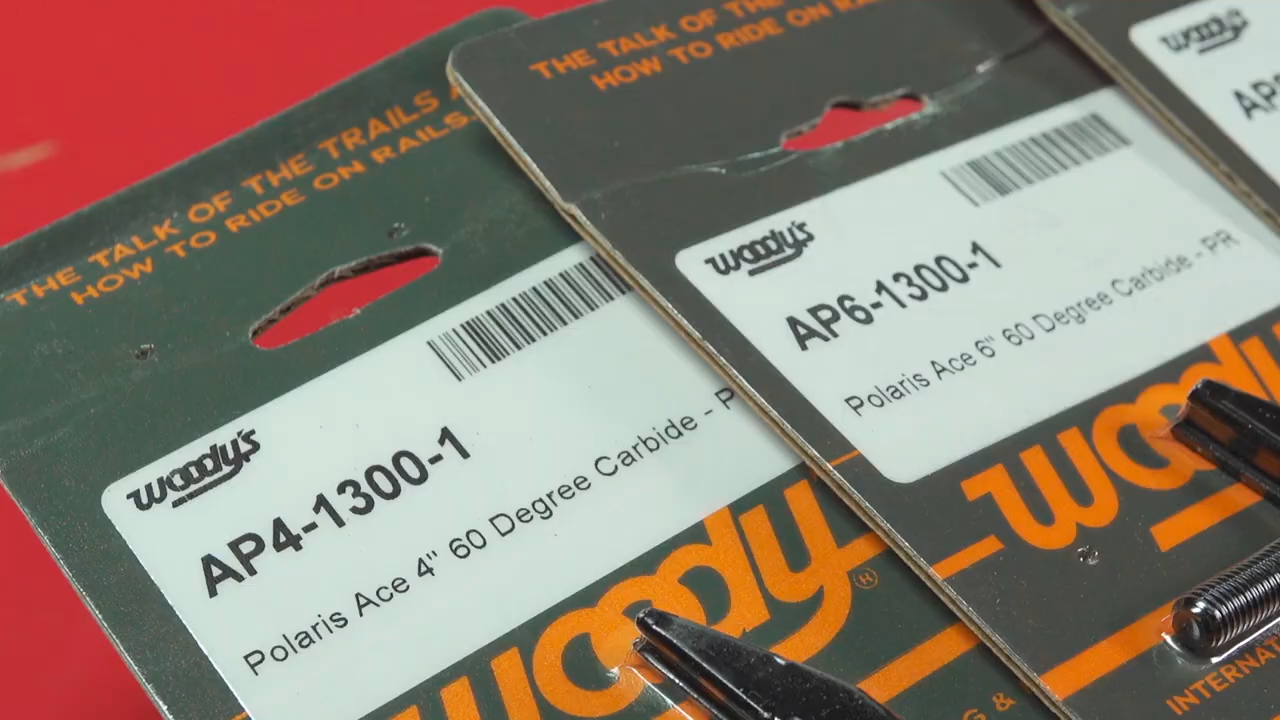 THE TALK OF THE TRAILS
HOW TO RIDE ON RAILS.
woody's
AP4-1300-1
Polaris Ace 4" 60 Degree Carbide - P
woody
®
&
THE TALK OF THE
HOW TO RIDE ON
woody's
AP6-1300-1
Polaris Ace 6" 60 Degree Carbide - PR
woody
woody's